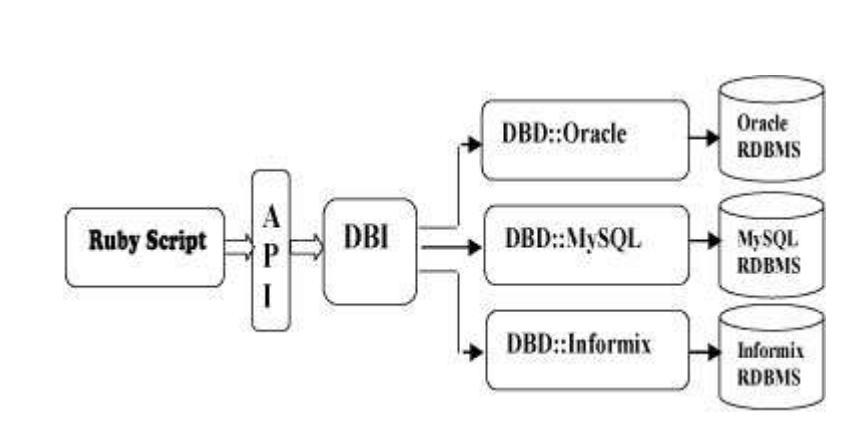 Ruby Script
A
P
I
DBI
DBD::Oracle
Oracle
RDBMS
DBD::MySQL
MySQL
RDBMS
DBD::Informix
Informix
RDBMS